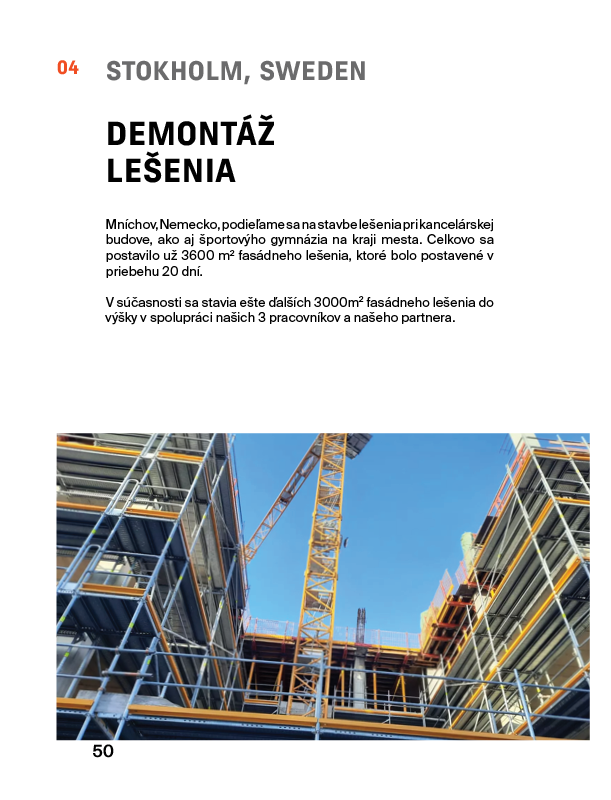 04
STOKHOLM, SWEDEN
DEMONTÁŽ
LEŠENIA
Mníchov, Nemecko, podieľame sa na stavbe lešenia pri kancelárskej
budove, ako aj športovýho gymnázia na kraji mesta. Celkovo sa
postavilo už 3600 m² fasádneho lešenia, ktoré bolo postavené v
priebehu 20 dní.
V súčasnosti sa stavia ešte ďalších 3000m² fasádneho lešenia do
výšky v spolupráci našich 3 pracovníkov a našeho partnera.
50